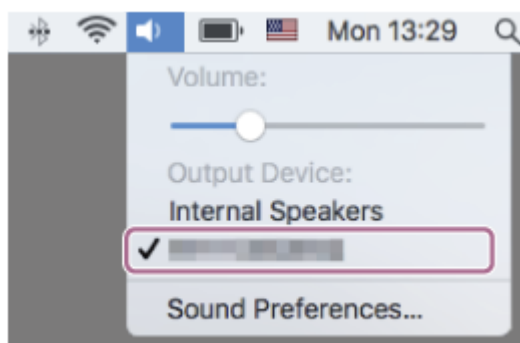 Mon 13:29
Volume:
Output Device:
Internal Speakers
Sound Preferences...